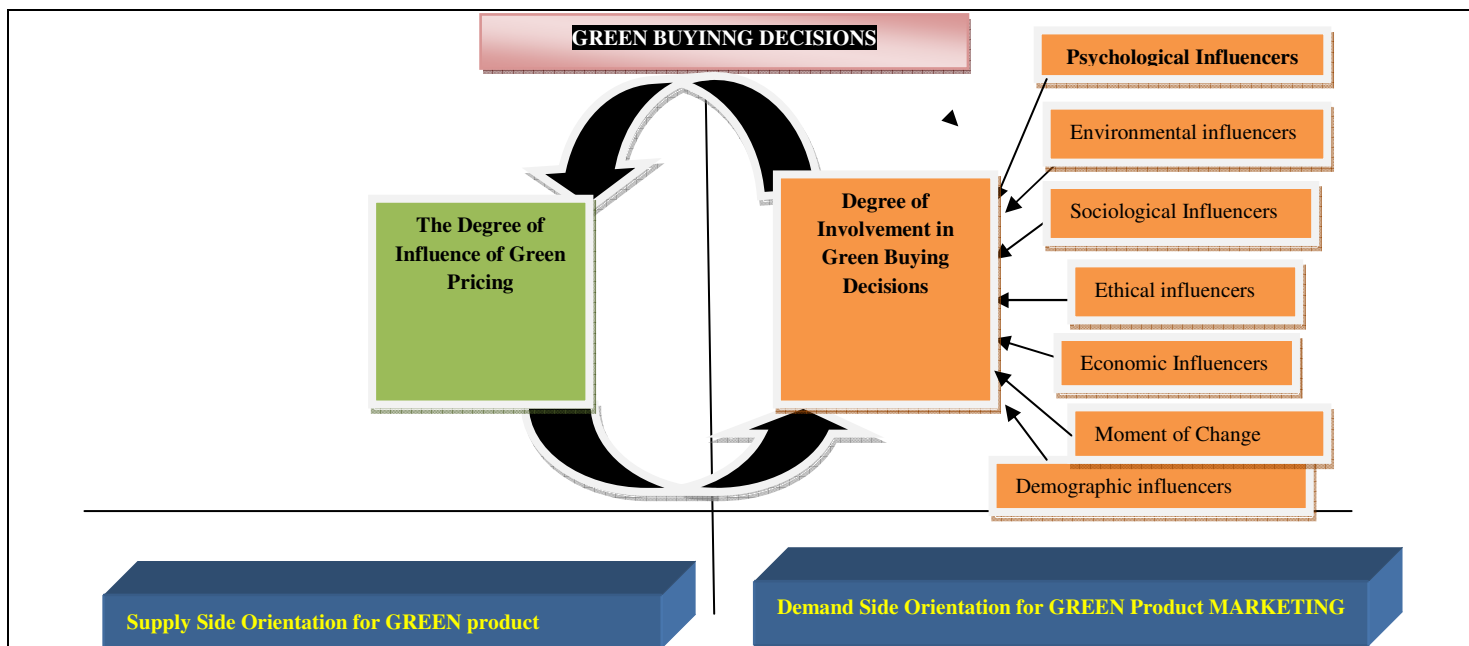 GREEN BUYINNG DECISIONS
Psychological Influencers
Environmental influencers
Sociological Influencers
Ethical influencers
Economic Influencers
Moment of Change
Demographic influencers
The Degree of
Influence of Green
Pricing
Degree of
Involvement in
Green Buying
Decisions
Supply Side Orientation for GREEN product
Demand Side Orientation for GREEN Product MARKETING